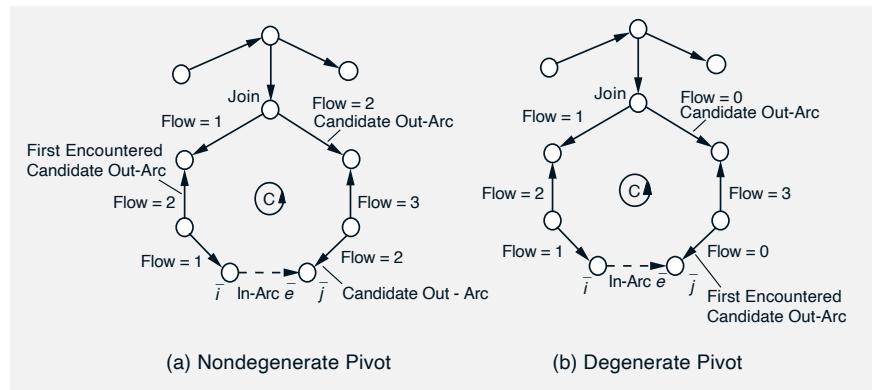 Join
Flow = 2
Candidate Out-Arc
Flow = 1
First Encountered
Candidate Out-Arc
C
Flow = 2
Flow = 3
Flow = 1
Flow = 2
i̅
In-Arc e̅
j̅
Candidate Out - Arc
(a) Nondegenerate Pivot
Join
Flow = 0
Candidate Out-Arc
Flow = 1
C
Flow = 2
Flow = 3
Flow = 1
Flow = 0
i̅
In-Arc e̅
j̅
First Encountered
Candidate Out-Arc
(b) Degenerate Pivot